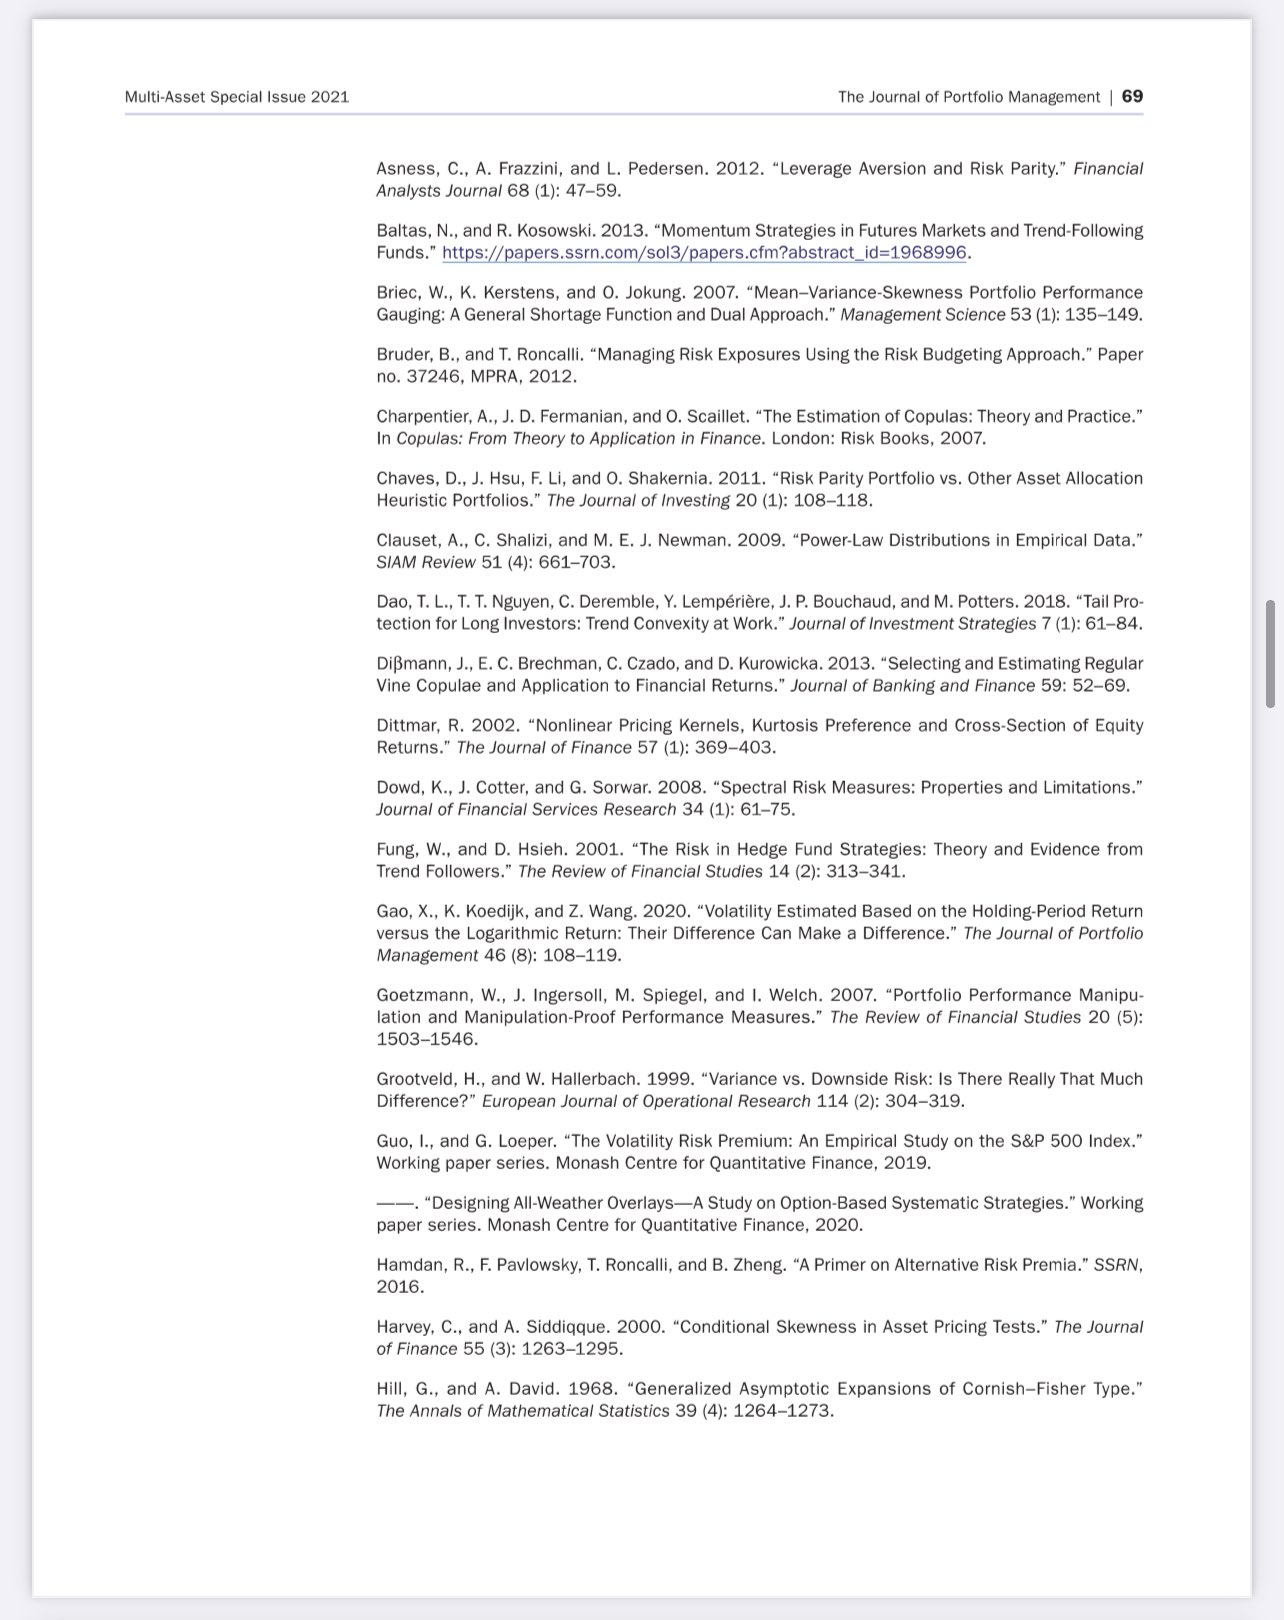 Multi-Asset Special Issue 2021
The Journal of Portfolio Management | 69
Asness, C., A. Frazzini, and L. Pedersen. 2012. “Leverage Aversion and Risk Parity.” Financial
Analysts Journal 68 (1): 47–59.
Baltas, N., and R. Kosowski. 2013. “Momentum Strategies in Futures Markets and Trend-Following
Funds.” https://papers.ssrn.com/sol3/papers.cfm?abstract_id=1968996.
Briec, W., K. Kerstens, and O. Jokung. 2007. “Mean–Variance-Skewness Portfolio Performance
Gauging: A General Shortage Function and Dual Approach.” Management Science 53 (1): 135–149.
Bruder, B., and T. Roncalli. “Managing Risk Exposures Using the Risk Budgeting Approach.” Paper
no. 37246, MPRA, 2012.
Charpentier, A., J. D. Fermanian, and O. Scaillet. “The Estimation of Copulas: Theory and Practice.”
In Copulas: From Theory to Application in Finance. London: Risk Books, 2007.
Chaves, D., J. Hsu, F. Li, and O. Shakernia. 2011. “Risk Parity Portfolio vs. Other Asset Allocation
Heuristic Portfolios.” The Journal of Investing 20 (1): 108–118.
Clauset, A., C. Shalizi, and M. E. J. Newman. 2009. “Power-Law Distributions in Empirical Data.”
SIAM Review 51 (4): 661–703.
Dao, T. L., T. T. Nguyen, C. Deremble, Y. Lempérière, J. P. Bouchaud, and M. Potters. 2018. “Tail Pro-
tection for Long Investors: Trend Convexity at Work.” Journal of Investment Strategies 7 (1): 61–84.
Dißmann, J., E. C. Brechman, C. Czado, and D. Kurowicka. 2013. “Selecting and Estimating Regular
Vine Copulae and Application to Financial Returns.” Journal of Banking and Finance 59: 52–69.
Dittmar, R. 2002. “Nonlinear Pricing Kernels, Kurtosis Preference and Cross-Section of Equity
Returns.” The Journal of Finance 57 (1): 369–403.
Dowd, K., J. Cotter, and G. Sorwar. 2008. “Spectral Risk Measures: Properties and Limitations.”
Journal of Financial Services Research 34 (1): 61–75.
Fung, W., and D. Hsieh. 2001. “The Risk in Hedge Fund Strategies: Theory and Evidence from
Trend Followers.” The Review of Financial Studies 14 (2): 313–341.
Gao, X., K. Koedijk, and Z. Wang. 2020. “Volatility Estimated Based on the Holding-Period Return
versus the Logarithmic Return: Their Difference Can Make a Difference.” The Journal of Portfolio
Management 46 (8): 108–119.
Goetzmann, W., J. Ingersoll, M. Spiegel, and I. Welch. 2007. “Portfolio Performance Manipu-
lation and Manipulation-Proof Performance Measures.” The Review of Financial Studies 20 (5):
1503–1546.
Grootveld, H., and W. Hallerbach. 1999. “Variance vs. Downside Risk: Is There Really That Much
Difference?” European Journal of Operational Research 114 (2): 304–319.
Guo, I., and G. Loeper. “The Volatility Risk Premium: An Empirical Study on the S&P 500 Index.”
Working paper series. Monash Centre for Quantitative Finance, 2019.
——. “Designing All-Weather Overlays—A Study on Option-Based Systematic Strategies.” Working
paper series. Monash Centre for Quantitative Finance, 2020.
Hamdan, R., F. Pavlowsky, T. Roncalli, and B. Zheng. “A Primer on Alternative Risk Premia.” SSRN,
2016.
Harvey, C., and A. Siddiqque. 2000. “Conditional Skewness in Asset Pricing Tests.” The Journal
of Finance 55 (3): 1263–1295.
Hill, G., and A. David. 1968. “Generalized Asymptotic Expansions of Cornish–Fisher Type.”
The Annals of Mathematical Statistics 39 (4): 1264–1273.